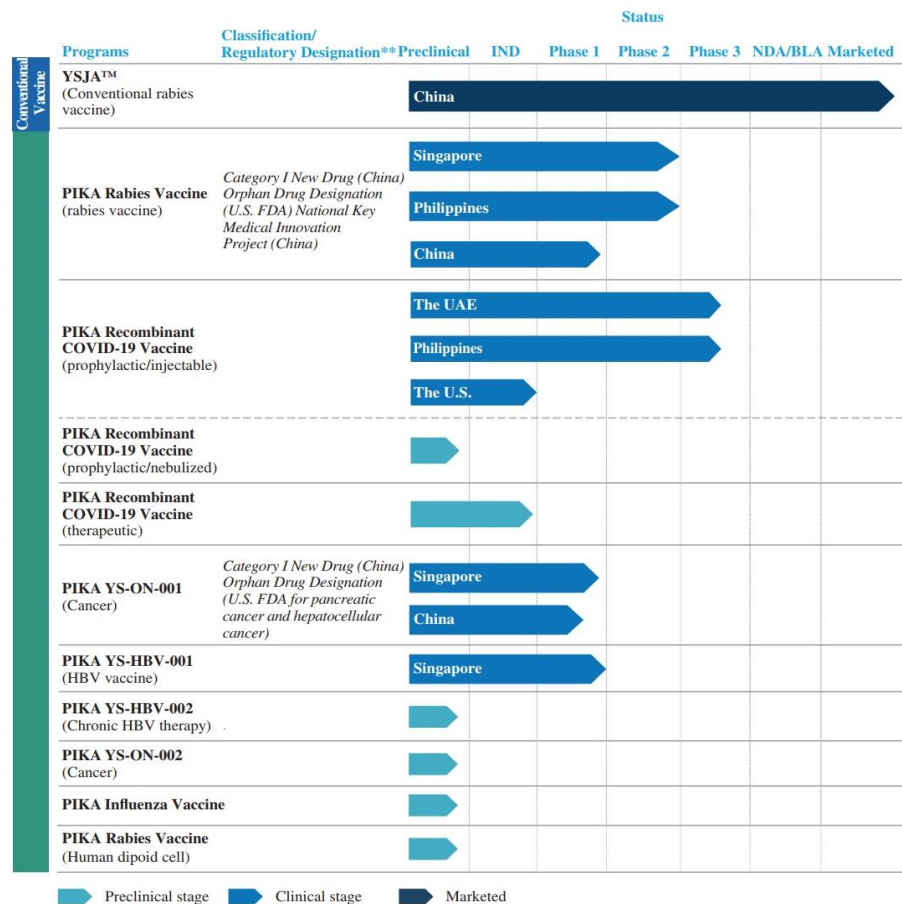 Status
Programs
Classification/
Regulatory Designation**
Preclinical
IND
Phase 1
Phase 2
Phase 3
NDA/BLA
Marketed
Conventional
Vaccine
YSJA™
(Conventional rabies
vaccine)
China
PIKA Rabies Vaccine
(rabies vaccine)
Category I New Drug (China)
Orphan Drug Designation
(U.S. FDA) National Key
Medical Innovation
Project (China)
Singapore
Philippines
China
PIKA Recombinant
COVID-19 Vaccine
(prophylactic/injectable)
The UAE
Philippines
The U.S.
PIKA Recombinant
COVID-19 Vaccine
(prophylactic/nebulized)
PIKA Recombinant
COVID-19 Vaccine
(therapeutic)
PIKA YS-ON-001
(Cancer)
Category I New Drug (China)
Orphan Drug Designation
(U.S. FDA for pancreatic
cancer and hepatocellular
cancer)
Singapore
China
PIKA YS-HBV-001
(HBV vaccine)
Singapore
PIKA YS-HBV-002
(Chronic HBV therapy)
PIKA YS-ON-002
(Cancer)
PIKA Influenza Vaccine
PIKA Rabies Vaccine
(Human dipoid cell)
Preclinical stage
Clinical stage
Marketed